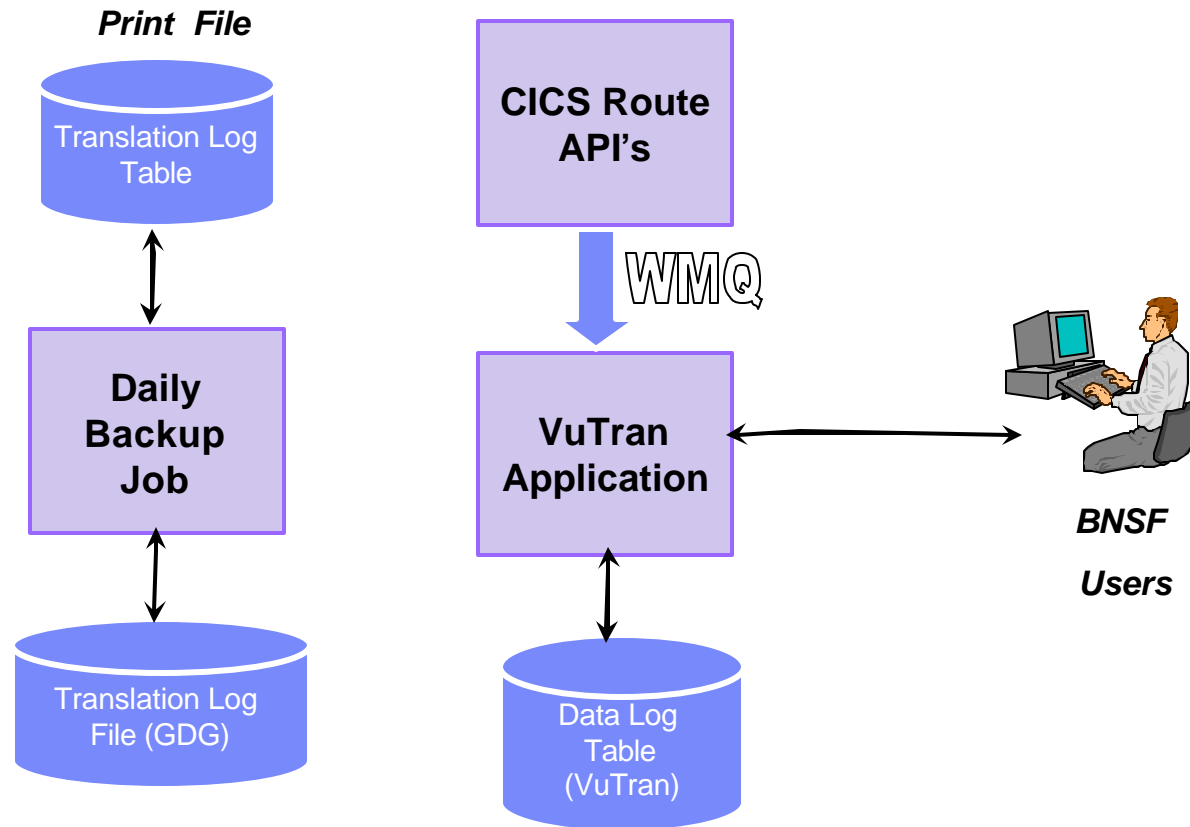 Print File
Translation Log
Table
Daily
Backup
Job
Translation Log
File (GDG)
CICS Route
API's
WMQ
VuTran
Application
Data Log
Table
(VuTran)
BNSF
Users